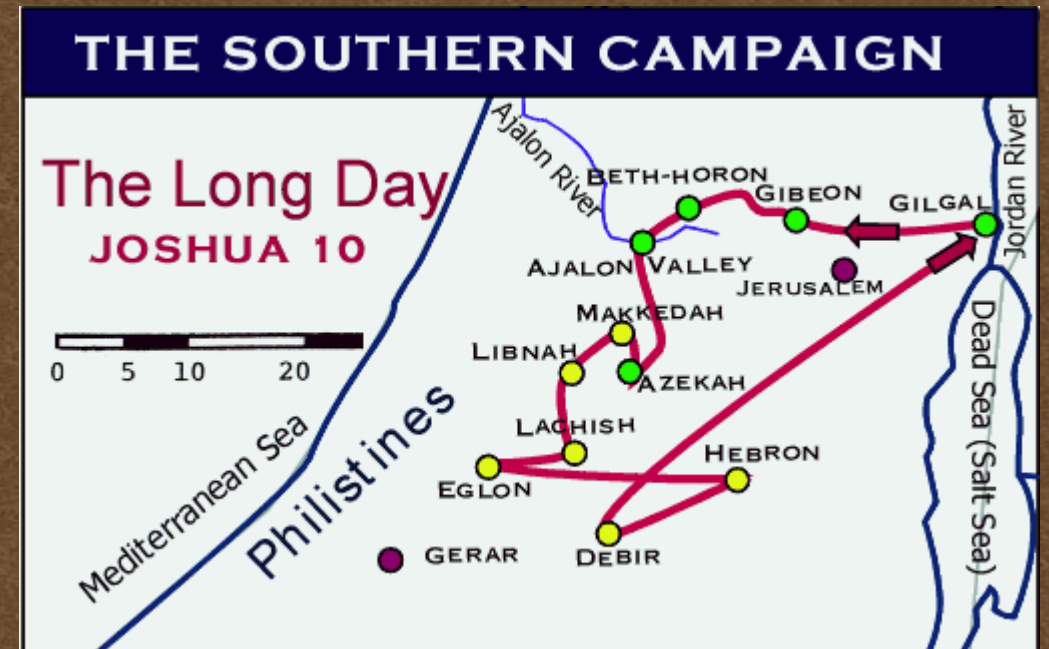 THE SOUTHERN CAMPAIGN
The Long Day
JOSHUA 10
0 5 10 20
Ajalon River
BETH-HORON
GIBEON
GILGAL
Jordan River
AJALON VALLEY
JERUSALEM
MAKKEDAH
LIBNAH
AZEKAH
LACHISH
HEBRON
EGLON
DEBIR
GERAR
Mediterranean Sea
Philistines
Dead Sea (Salt Sea)